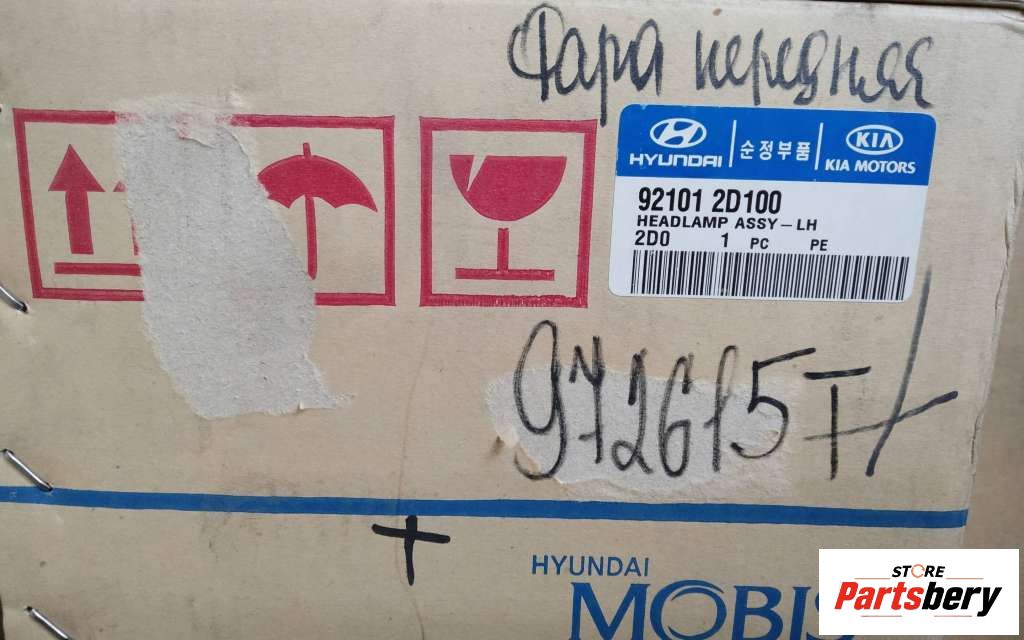 Фара передняя
HYUNDAI
순정부품
KIA
KIA MOTORS
92101 2D100
HEADLAMP ASSY – LH
2D0 1 PC PE
972615T
HYUNDAI
MOBIS
STORE
Partsbery